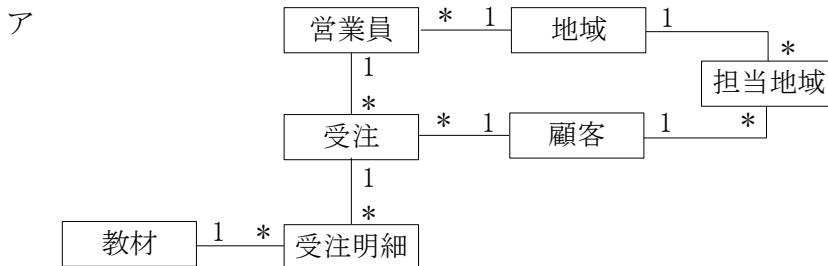 ア
営業員 * 1 地域 1
*
担当地域
1
*
*
受注 * 1 顧客 1
1
*
教材 1 * 受注明細